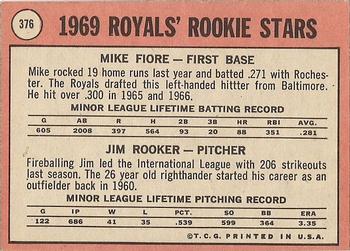 376
1969 ROYALS' ROOKIE STARS
MIKE FIORE — FIRST BASE
Mike rocked 19 home runs last year and batted .271 with Roches-
ter. The Royals drafted this left-handed hittter from Baltimore.
He hit over .300 in 1965 and 1966.
MINOR LEAGUE LIFETIME BATTING RECORD
G AB R H 2B 3B HR RBI AVG.
605 2008 397 564 93 20 88 351 .281
JIM ROOKER — PITCHER
Fireballing Jim led the International League with 206 strikeouts
last season. The 26 year old righthander started his career as an
outfielder back in 1960.
MINOR LEAGUE LIFETIME PITCHING RECORD
G IP W L PCT. SO BB ERA
122 686 41 35 .539 599 364 3.35
© T.C.G. PRINTED IN U.S.A.